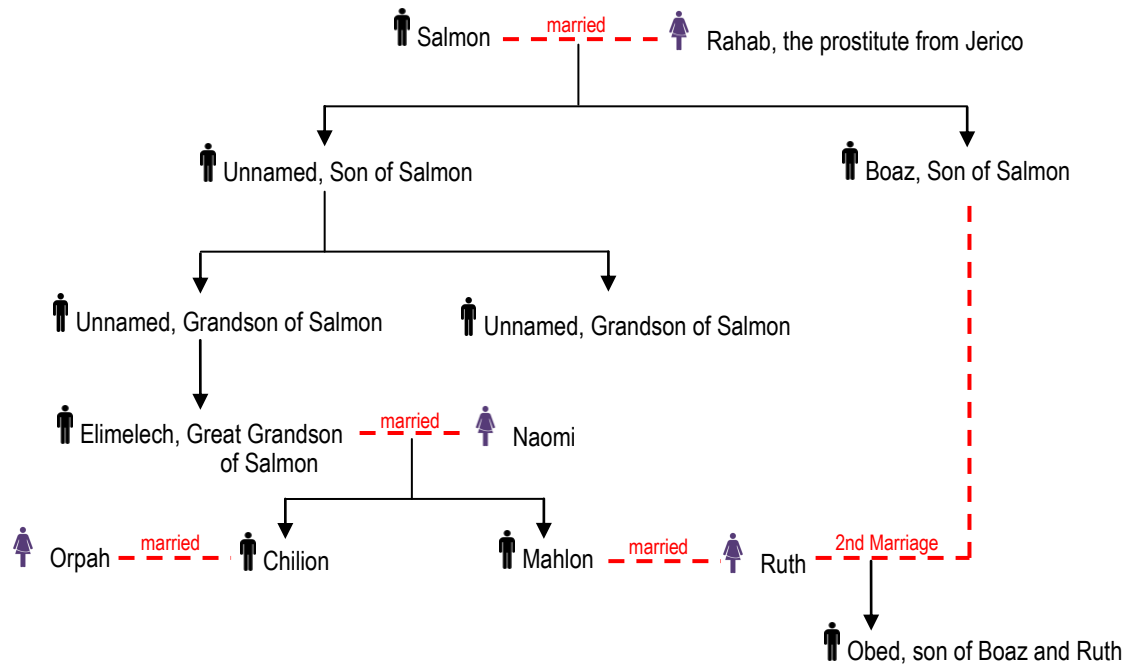 Salmon
married
Rahab, the prostitute from Jerico
Unnamed, Son of Salmon
Boaz, Son of Salmon
Unnamed, Grandson of Salmon
Unnamed, Grandson of Salmon
Elimelech, Great Grandson
of Salmon
married
Naomi
Orpah
married
Chilion
Mahlon
married
Ruth
2nd Marriage
Obed, son of Boaz and Ruth